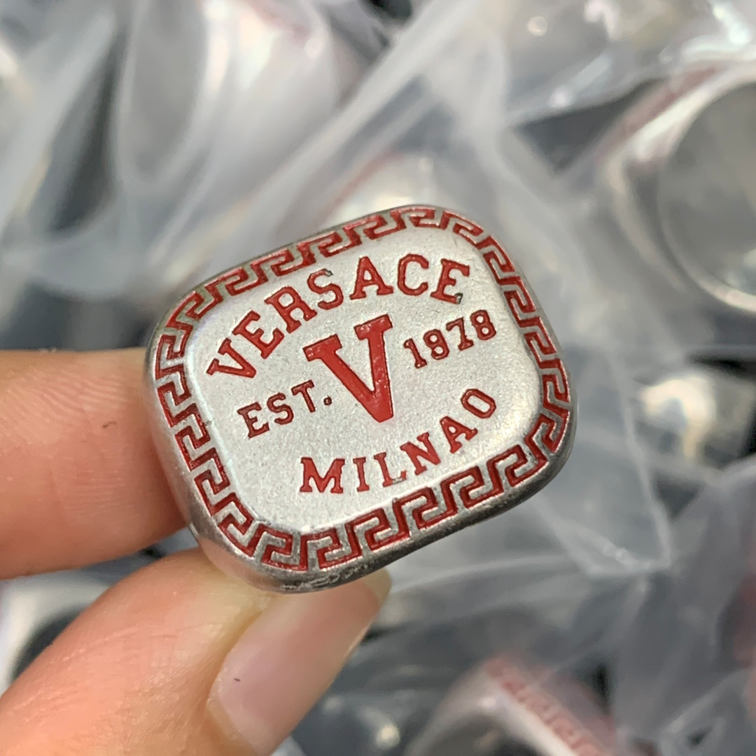 VERSACE
EST. V 1978
MILNAO